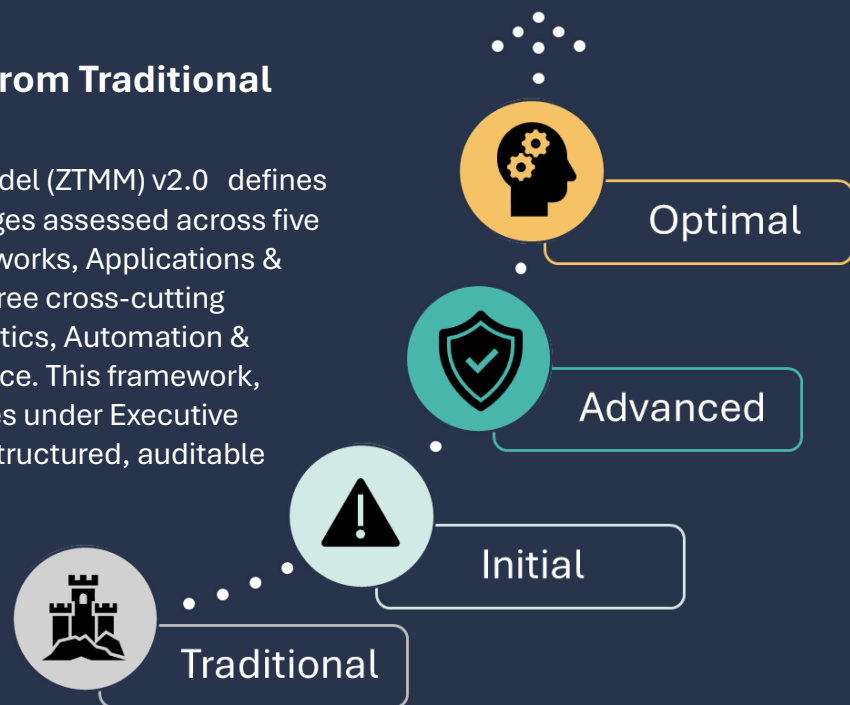 rom Traditional
del (ZTMM) v2.0 defines
ges assessed across five
works, Applications &
ree cross-cutting
tics, Automation &
ce. This framework,
es under Executive
tructured, auditable
Optimal
Advanced
Initial
Traditional